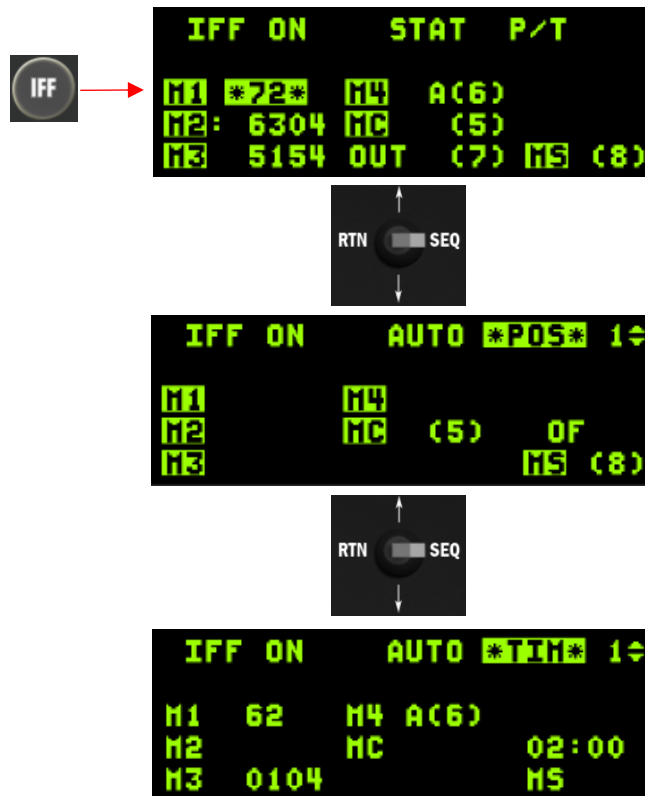 IFF
IFF ON STAT P/T
M1 *72* M4 A(6)
M2: 6304 MC (5)
M3 5154 OUT (7) MS (8)
RTN SEQ
IFF ON AUTO *POS* 1
M1 M4
M2 MC (5) OF
M3 MS (8)
RTN SEQ
IFF ON AUTO *TIM* 1
M1 62 M4 A(6)
M2 MC 02:00
M3 0104 MS